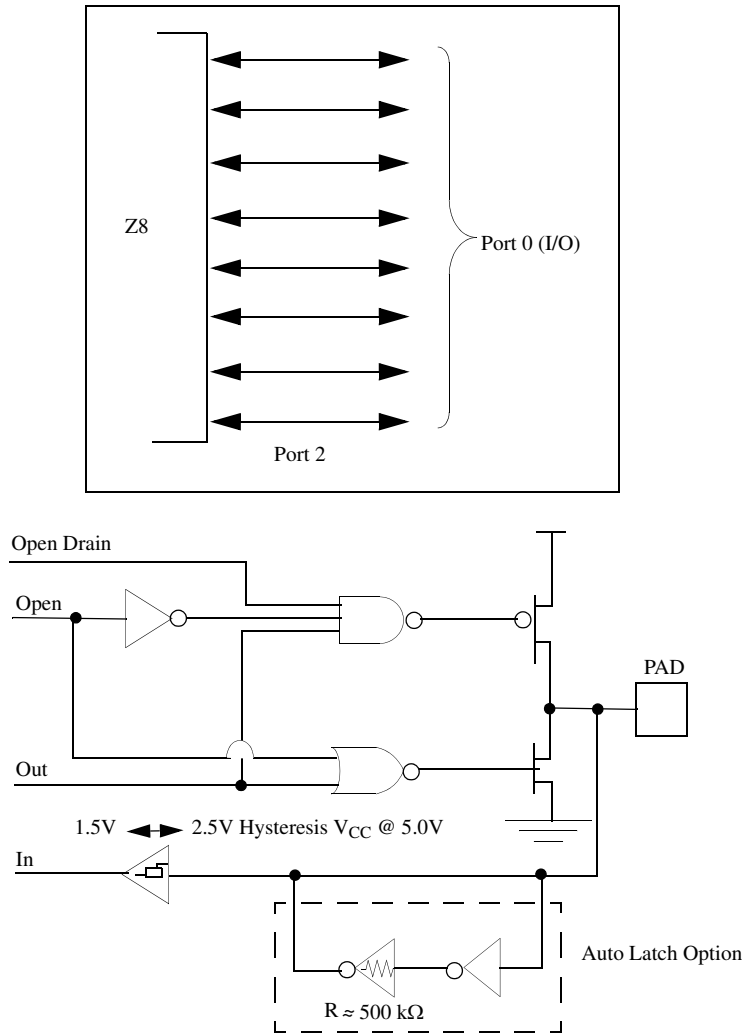 Z8
Port 0 (I/O)
Port 2
Open Drain
Open
PAD
Out
1.5V
2.5V Hysteresis VCC @ 5.0V
In
Auto Latch Option
R ≈ 500 kΩ